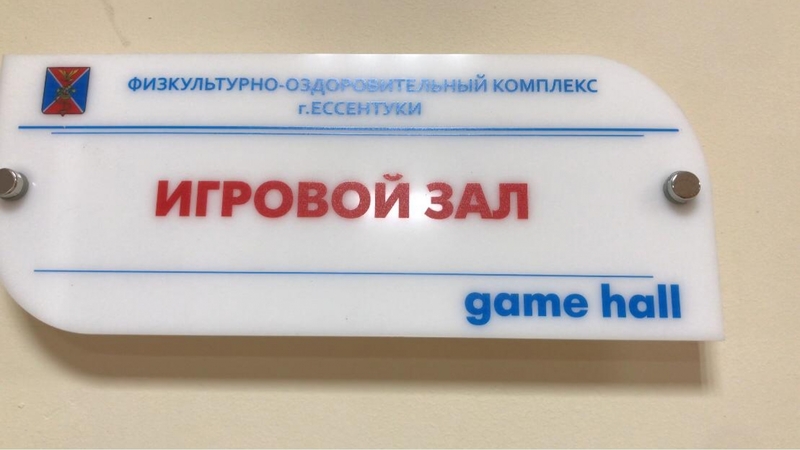 ФИЗКУЛЬТУРНО-ОЗДОРОВИТЕЛЬНЫЙ КОМПЛЕКС
г.ЕССЕНТУКИ
ИГРОВОЙ ЗАЛ
game hall